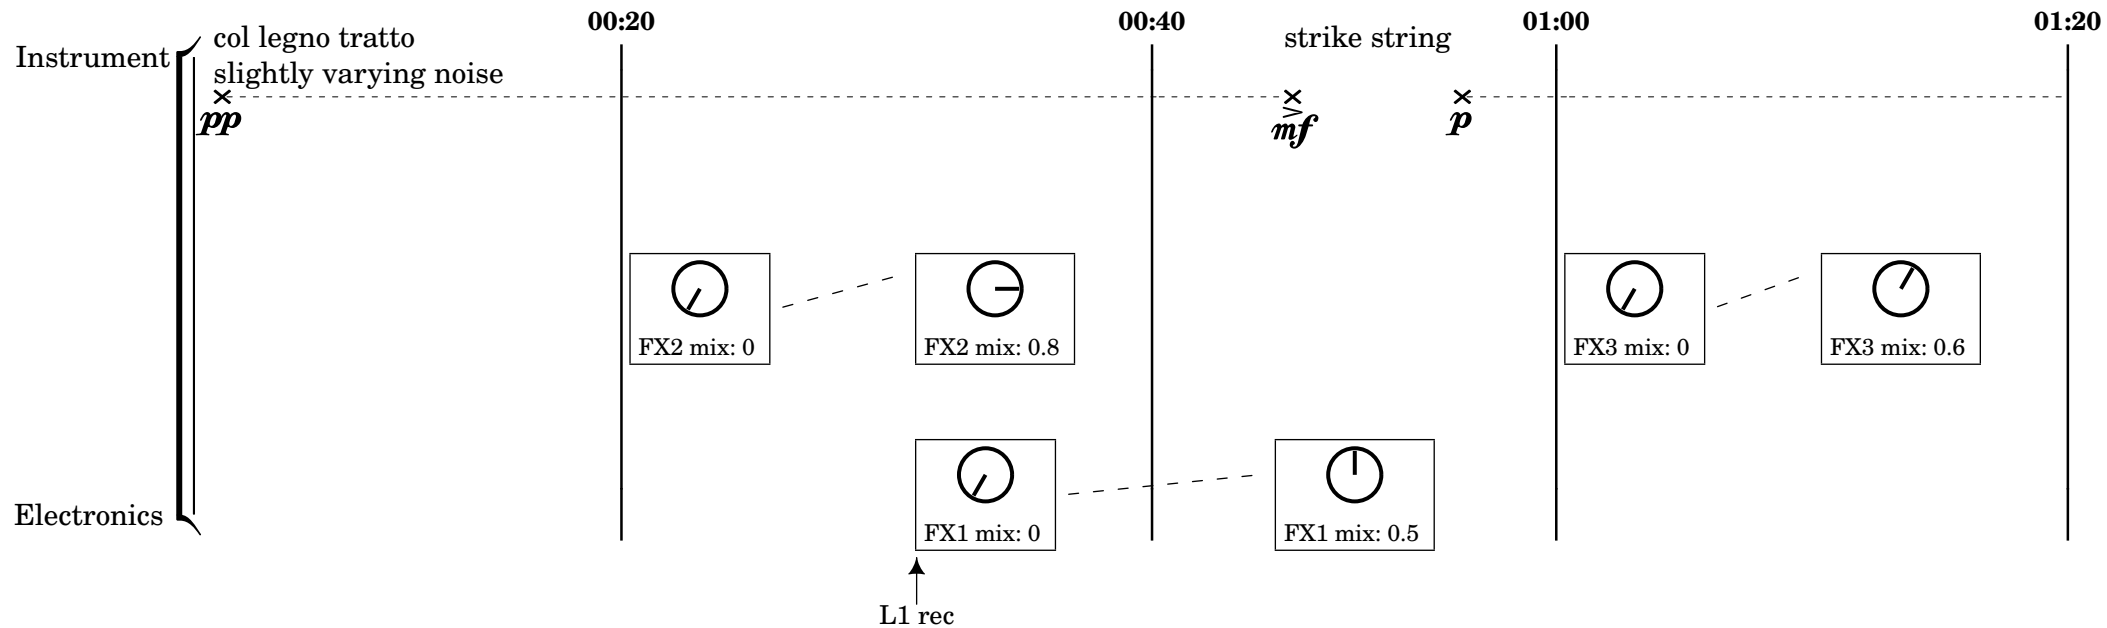 00:20 00:40 01:00 01:20
Instrument
col legno tratto
slightly varying noise
strike string
pp mf p
FX2 mix: 0 FX2 mix: 0.8 FX3 mix: 0 FX3 mix: 0.6
Electronics
FX1 mix: 0 FX1 mix: 0.5
L1 rec